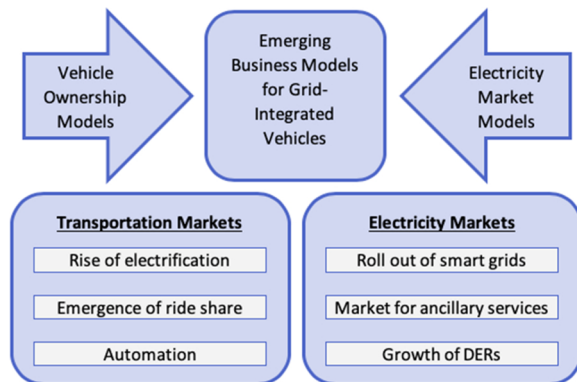 Vehicle
Ownership
Models
Emerging
Business Models
for Grid-
Integrated
Vehicles
Electricity
Market
Models
Transportation Markets
Rise of electrification
Emergence of ride share
Automation
Electricity Markets
Roll out of smart grids
Market for ancillary services
Growth of DERs